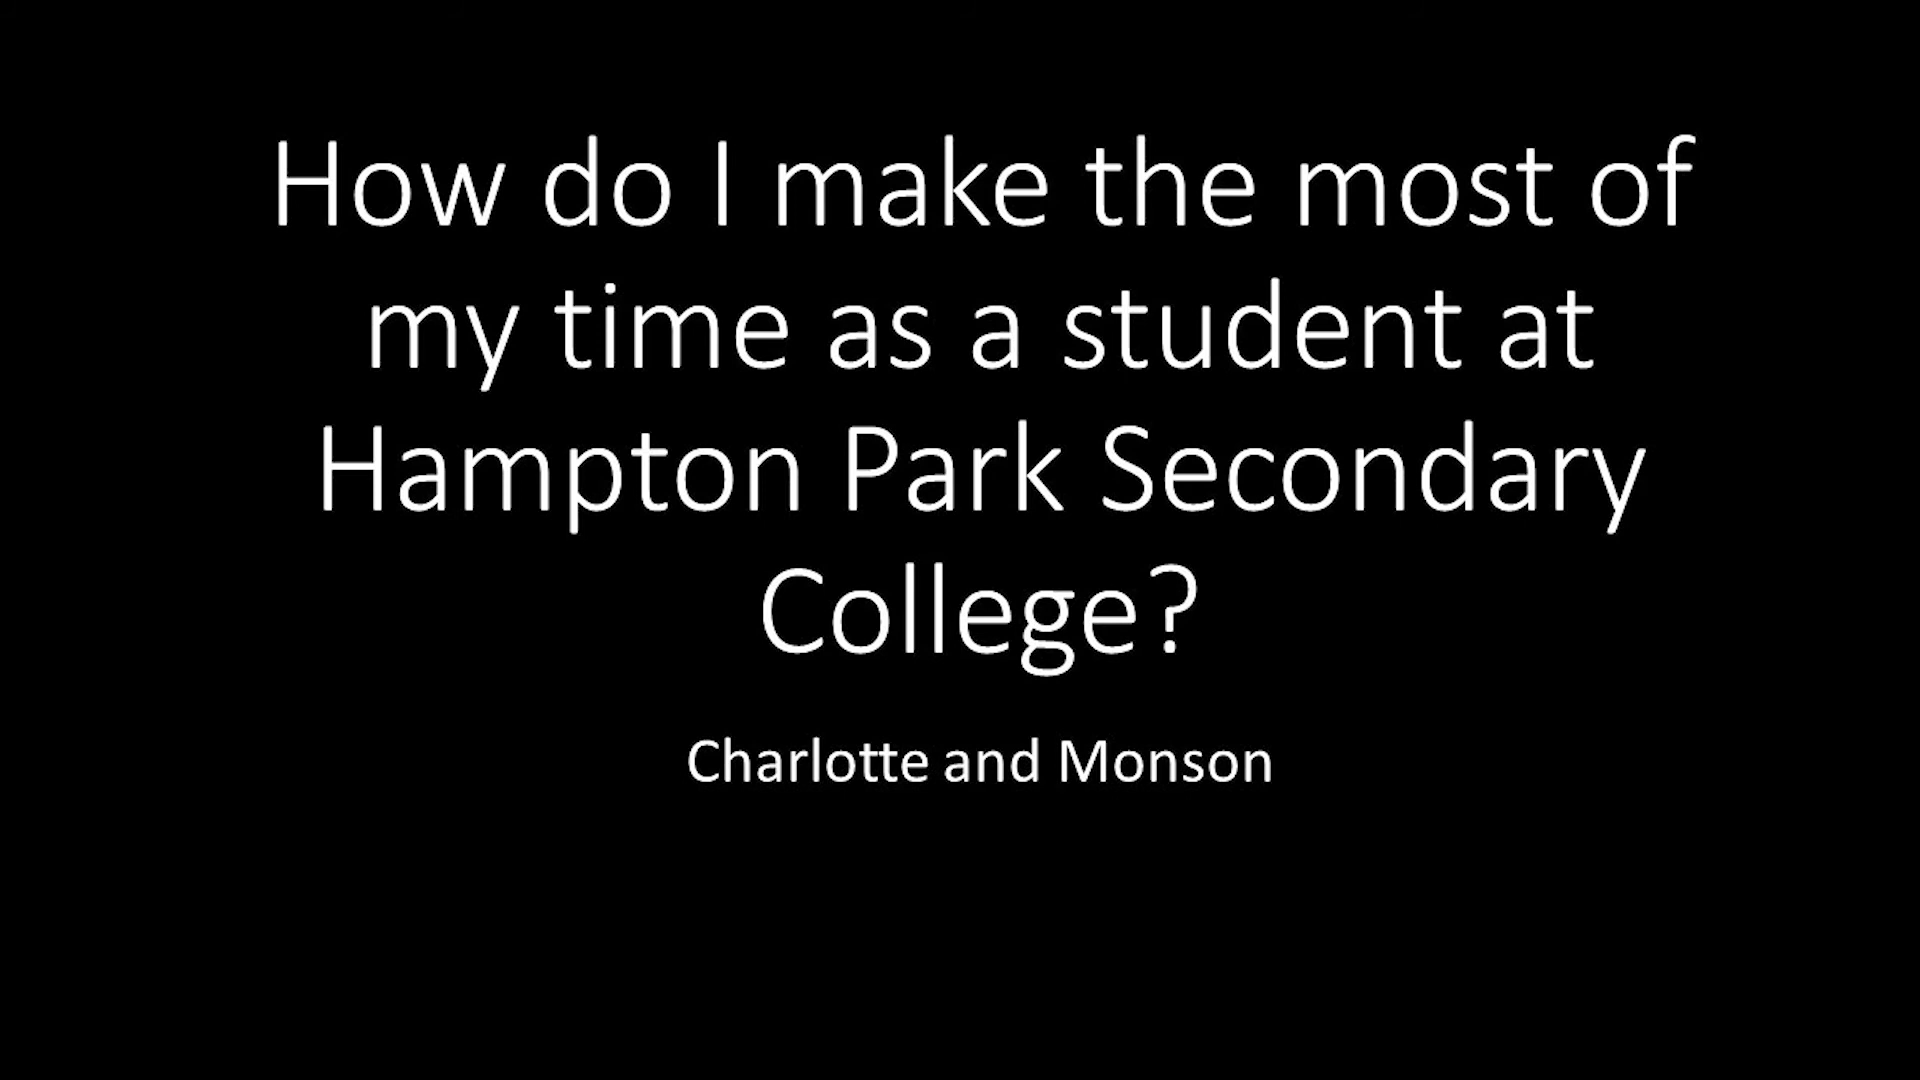 How do I make the most of
my time as a student at
Hampton Park Secondary
College?
Charlotte and Monson